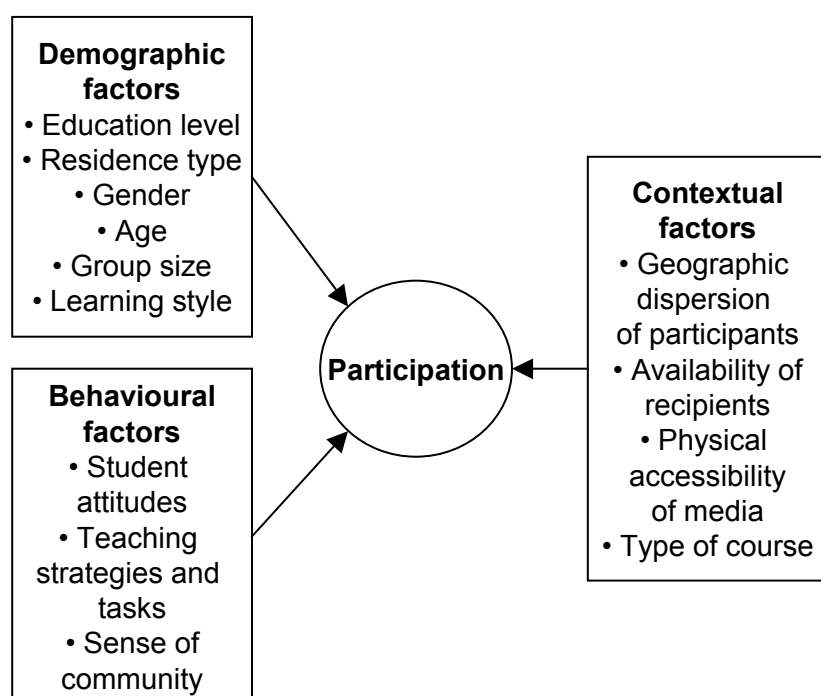 Demographic
factors
• Education level
• Residence type
• Gender
• Age
• Group size
• Learning style
Behavioural
factors
• Student
attitudes
• Teaching
strategies and
tasks
• Sense of
community
Participation
Contextual
factors
• Geographic
dispersion
of participants
• Availability of
recipients
• Physical
accessibility
of media
• Type of course